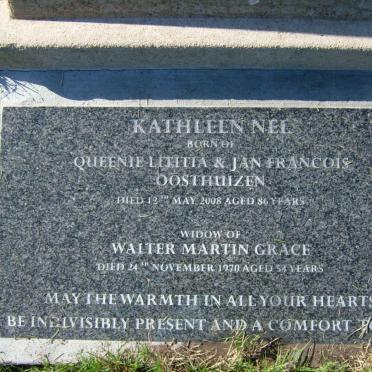 KATHLEEN NEL
BORN OF
QUEENIE LETITIA & JAN FRANCOIS
OOSTHUIZEN
DIED 12TH MAY 2008 AGED 86 YEARS
WIDOW OF
WALTER MARTIN GRACE
DIED 24TH NOVEMBER 1970 AGED 54 YEARS
MAY THE WARMTH IN ALL YOUR HEARTS
BE INDIVISIBLY PRESENT AND A COMFORT